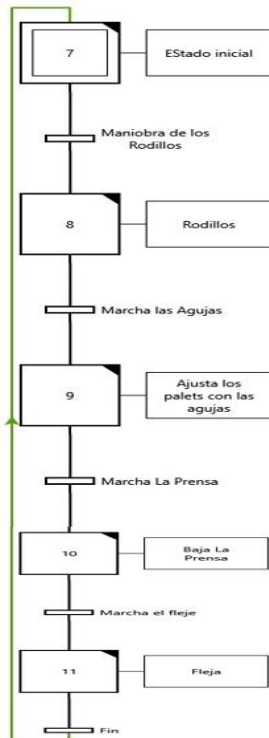 7
EStado inicial
Maniobra de los
Rodillos
8
Rodillos
Marcha las Agujas
9
Ajusta los
palets con las
agujas
Marcha La Prensa
10
Baja La
Prensa
Marcha el fleje
11
Fleja
Fin